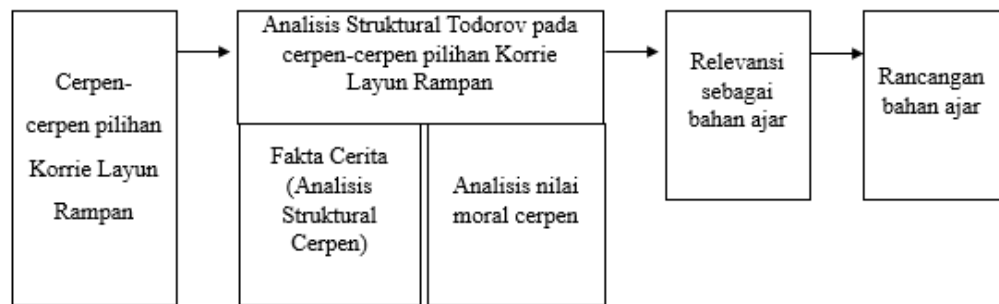 Cerpen-
cerpen pilihan
Korrie Layun
Rampan
Analisis Struktural Todorov pada
cerpen-cerpen pilihan Korrie
Layun Rampan
Fakta Cerita
(Analisis
Struktural
Cerpen)
Analisis nilai
moral cerpen
Relevansi
sebagai
bahan ajar
Rancangan
bahan ajar